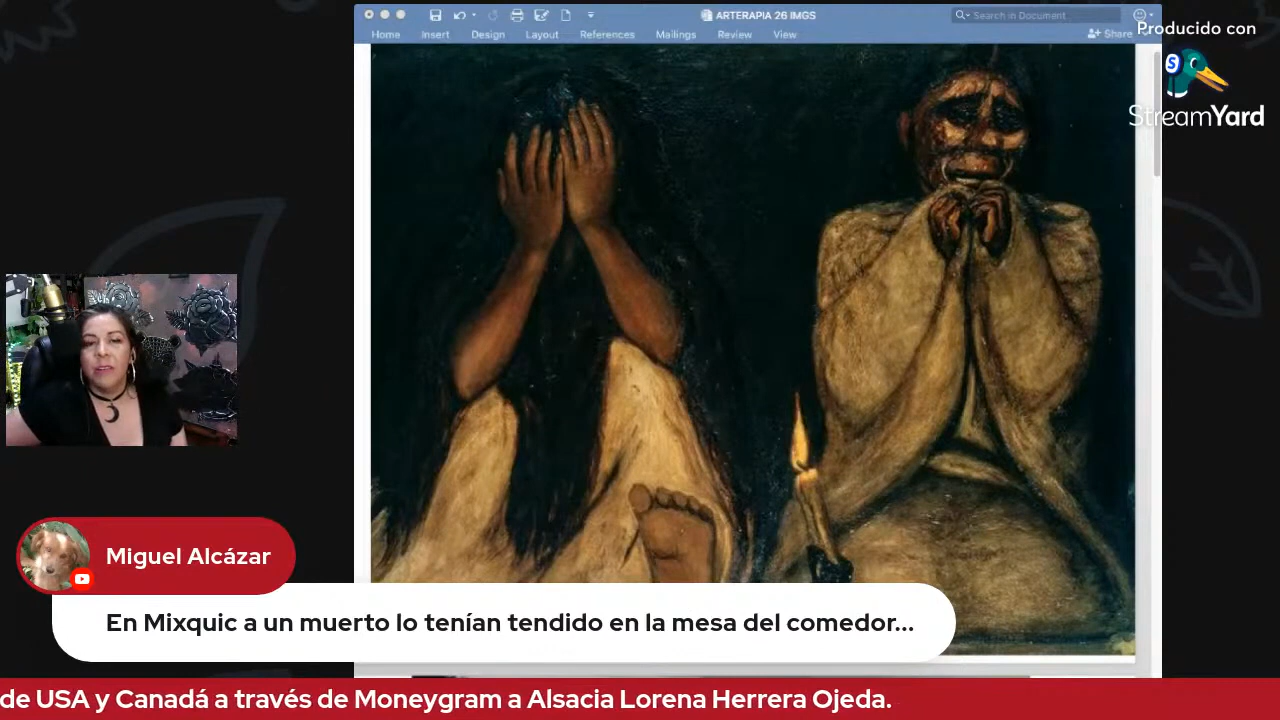 ARTERAPIA 26 IMGS
Search in Document
Home Insert Design Layout References Mailings Review View
Share
Producido con
StreamYard
Miguel Alcázar
En Mixquic a un muerto lo tenían tendido en la mesa del comedor...
de USA y Canadá a través de Moneygram a Alsacia Lorena Herrera Ojeda.